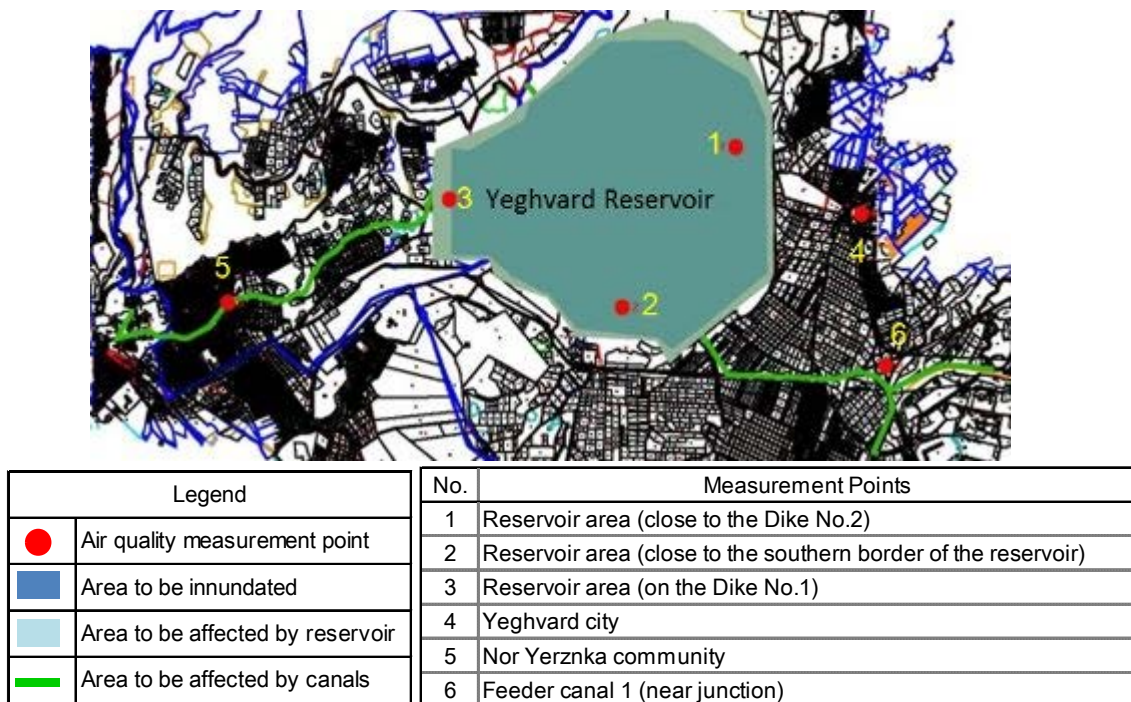 1
3 Yeghvard Reservoir
4
5
2
6
Legend
Air quality measurement point
Area to be innundated
Area to be affected by reservoir
Area to be affected by canals
No. Measurement Points
1 Reservoir area (close to the Dike No.2)
2 Reservoir area (close to the southern border of the reservoir)
3 Reservoir area (on the Dike No.1)
4 Yeghvard city
5 Nor Yerznka community
6 Feeder canal 1 (near junction)